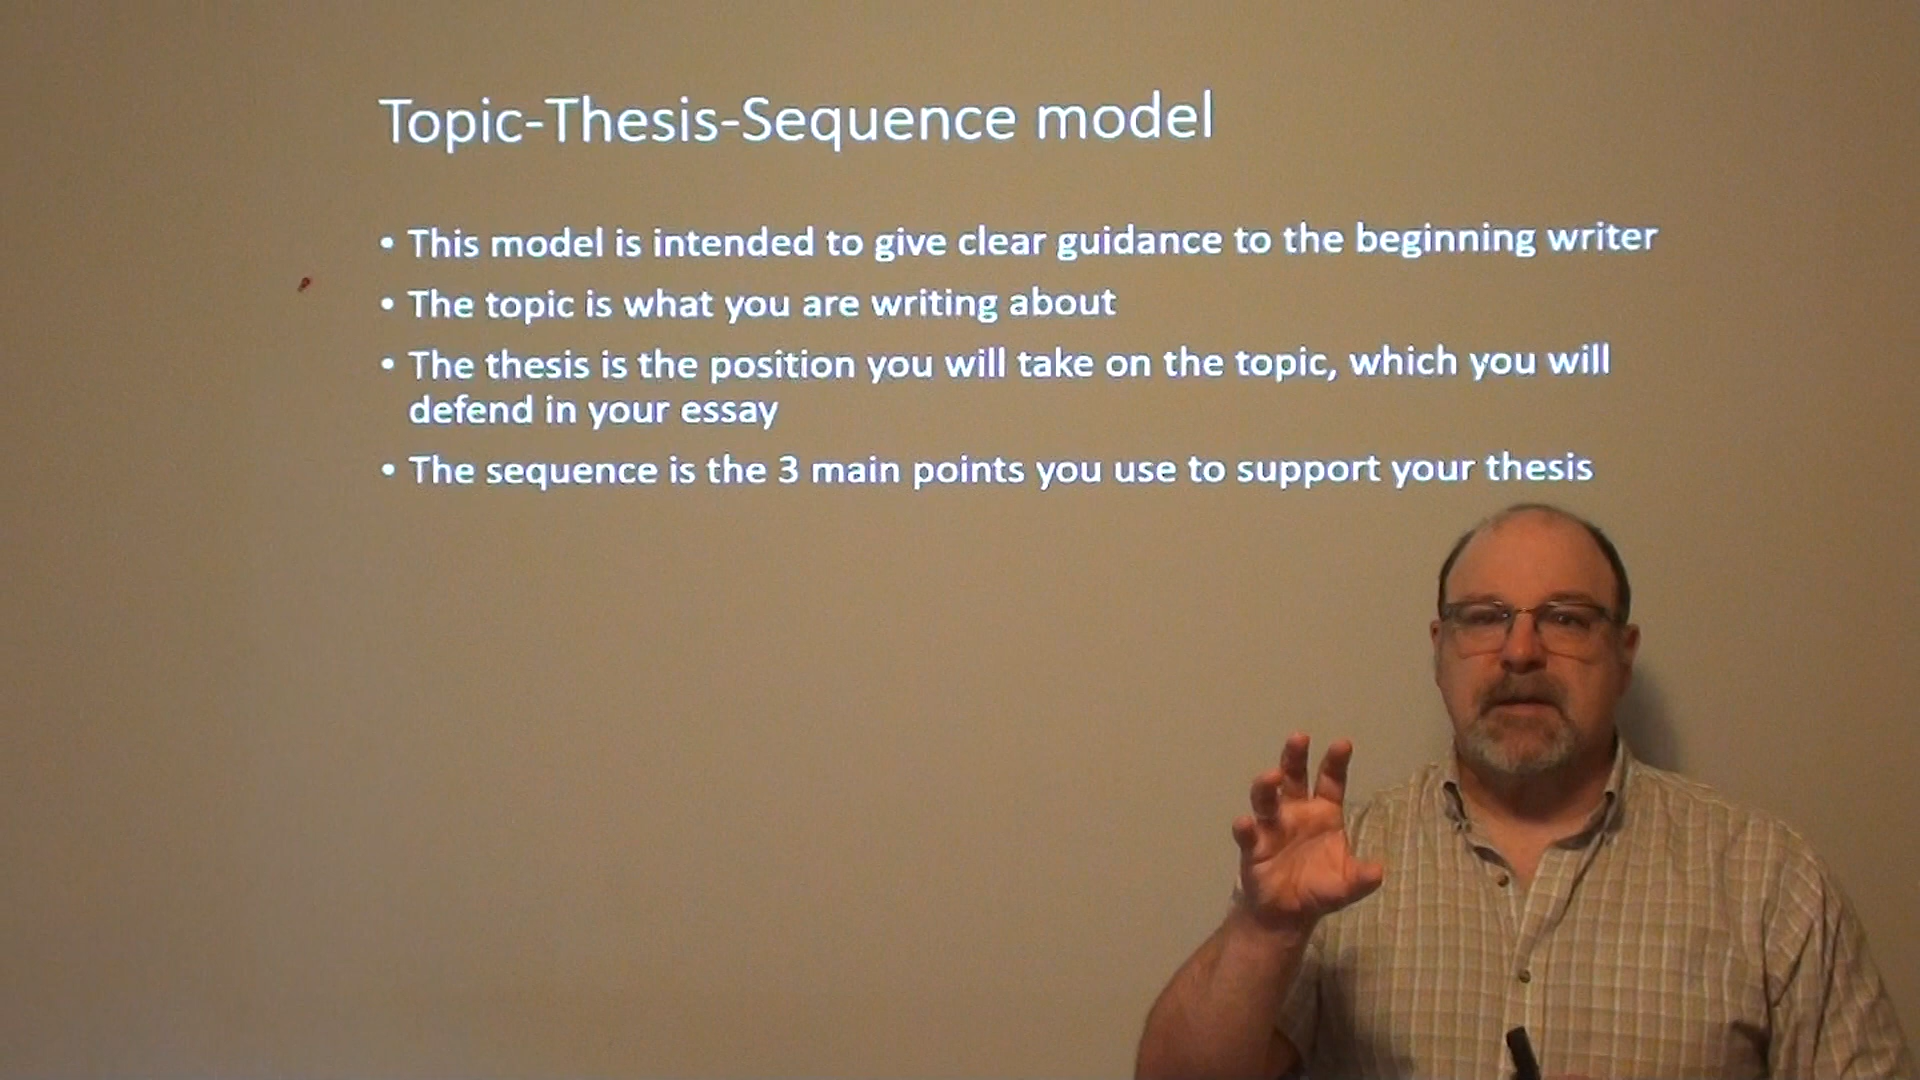 Topic-Thesis-Sequence model
• This model is intended to give clear guidance to the beginning writer
• The topic is what you are writing about
• The thesis is the position you will take on the topic, which you will
defend in your essay
• The sequence is the 3 main points you use to support your thesis